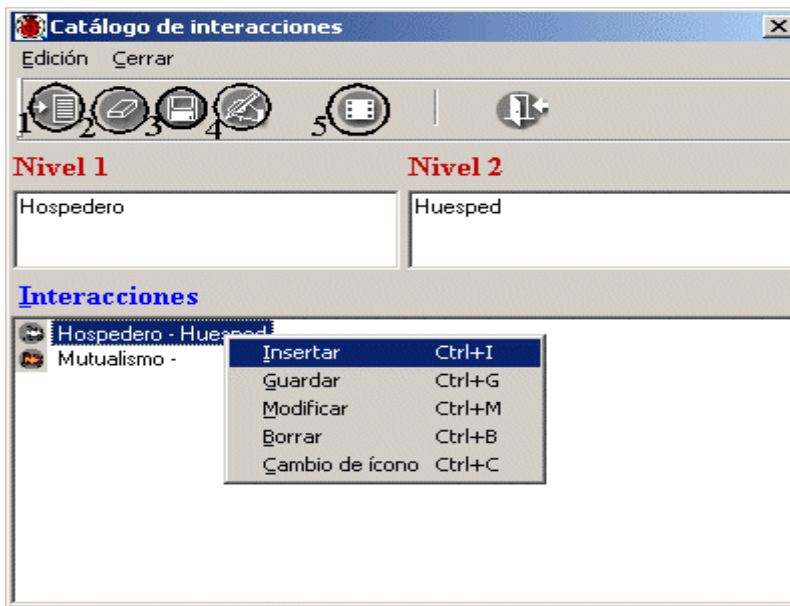 Catálogo de interacciones
Edición Cerrar
1 2 3 4 5
Nivel 1 Nivel 2
Hospedero Huesped
Interacciones
Hospedero - Huesped
Mutualismo -
Insertar Ctrl+I
Guardar Ctrl+G
Modificar Ctrl+M
Borrar Ctrl+B
Cambio de ícono Ctrl+C